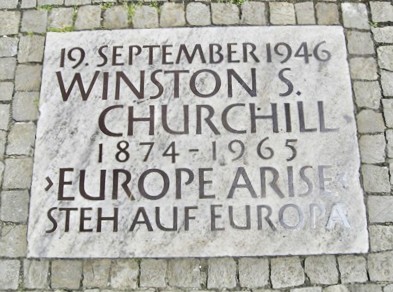 19. SEPTEMBER 1946
WINSTON S.
CHURCHILL
1874 - 1965
›EUROPE ARISE‹
STEH AUF EUROPA